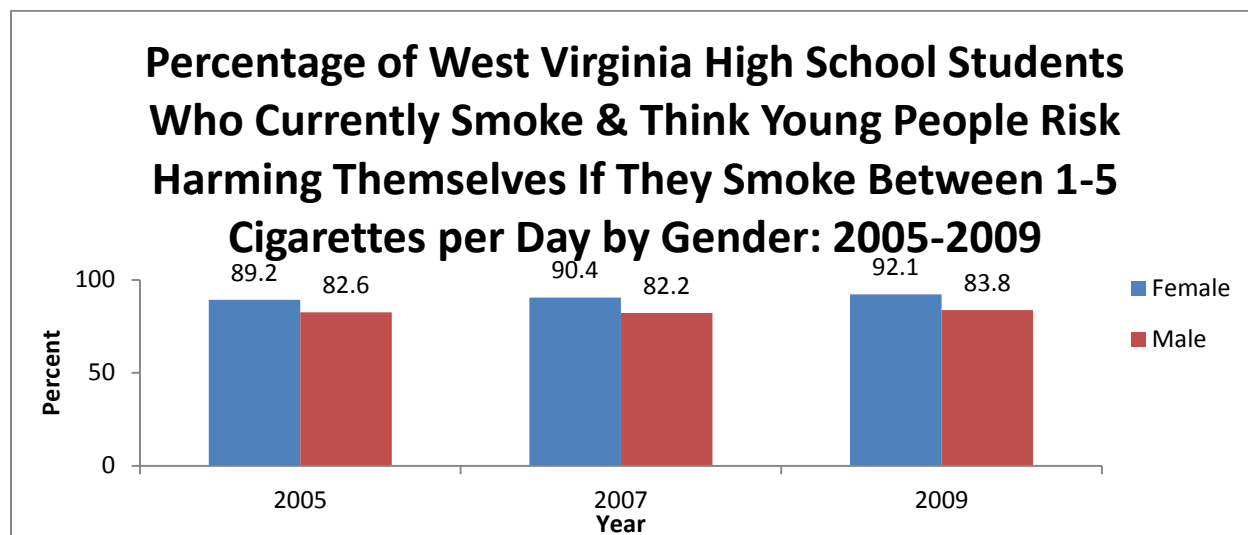 Percentage of West Virginia High School Students
Who Currently Smoke & Think Young People Risk
Harming Themselves If They Smoke Between 1-5
Cigarettes per Day by Gender: 2005-2009
89.2
82.6
90.4
82.2
92.1
83.8
100
50
0
Percent
Female
Male
2005
2007
2009
Year